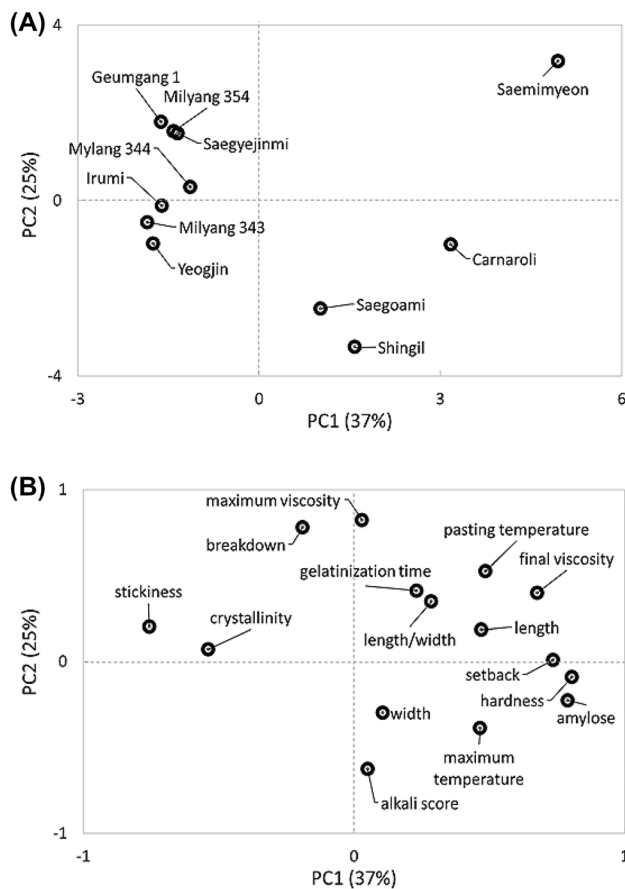 (A)
4
Geumgang 1
Milyang 354
Saemimyeon
Saegyejinmi
Mylang 344
Irumi
0
Milyang 343
Yeogjin
Carnaroli
Saegoami
Shingil
-4
-3
0
3
6
PC2 (25%)
PC1 (37%)
(B)
1
maximum viscosity
pasting temperature
breakdown
final viscosity
gelatinization time
stickiness
crystallinity
length
length/width
0
setback
hardness
width
amylose
maximum
temperature
alkali score
-1
-1
0
1
PC2 (25%)
PC1 (37%)